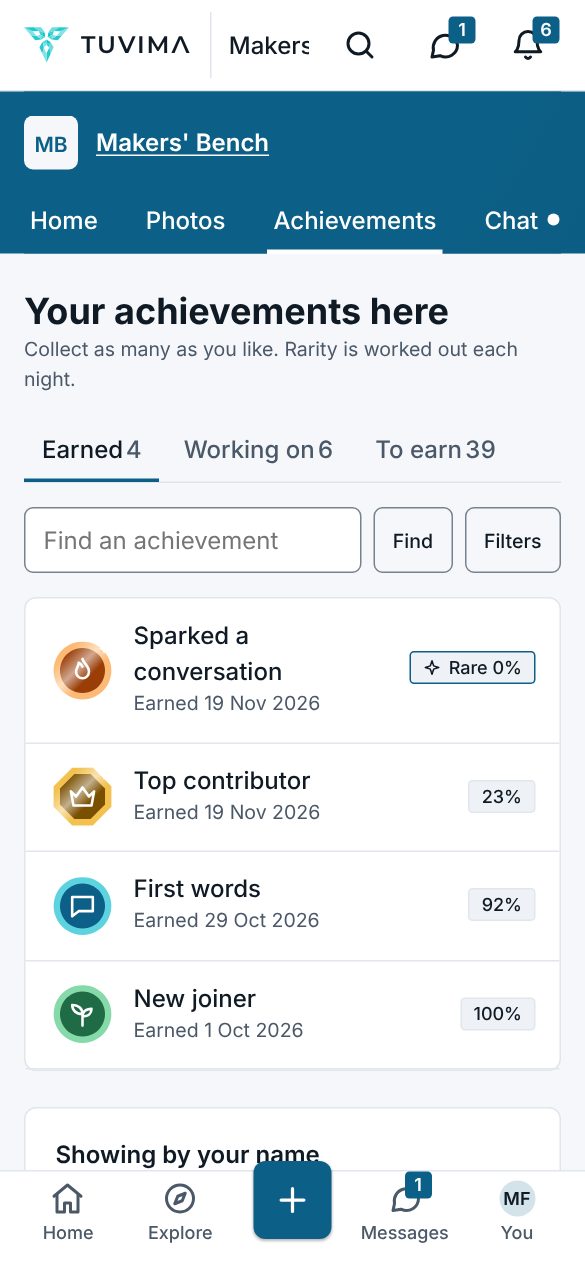 TUVIMA
Makers
1
6
MB
Makers' Bench
Home
Photos
Achievements
Chat
Your achievements here
Collect as many as you like. Rarity is worked out each
night.
Earned 4
Working on 6
To earn 39
Find an achievement
Find
Filters
Sparked a
conversation
Earned 19 Nov 2026
Rare 0%
Top contributor
Earned 19 Nov 2026
23%
First words
Earned 29 Oct 2026
92%
New joiner
Earned 1 Oct 2026
100%
Showing by your name
Home
Explore
1
Messages
MF
You